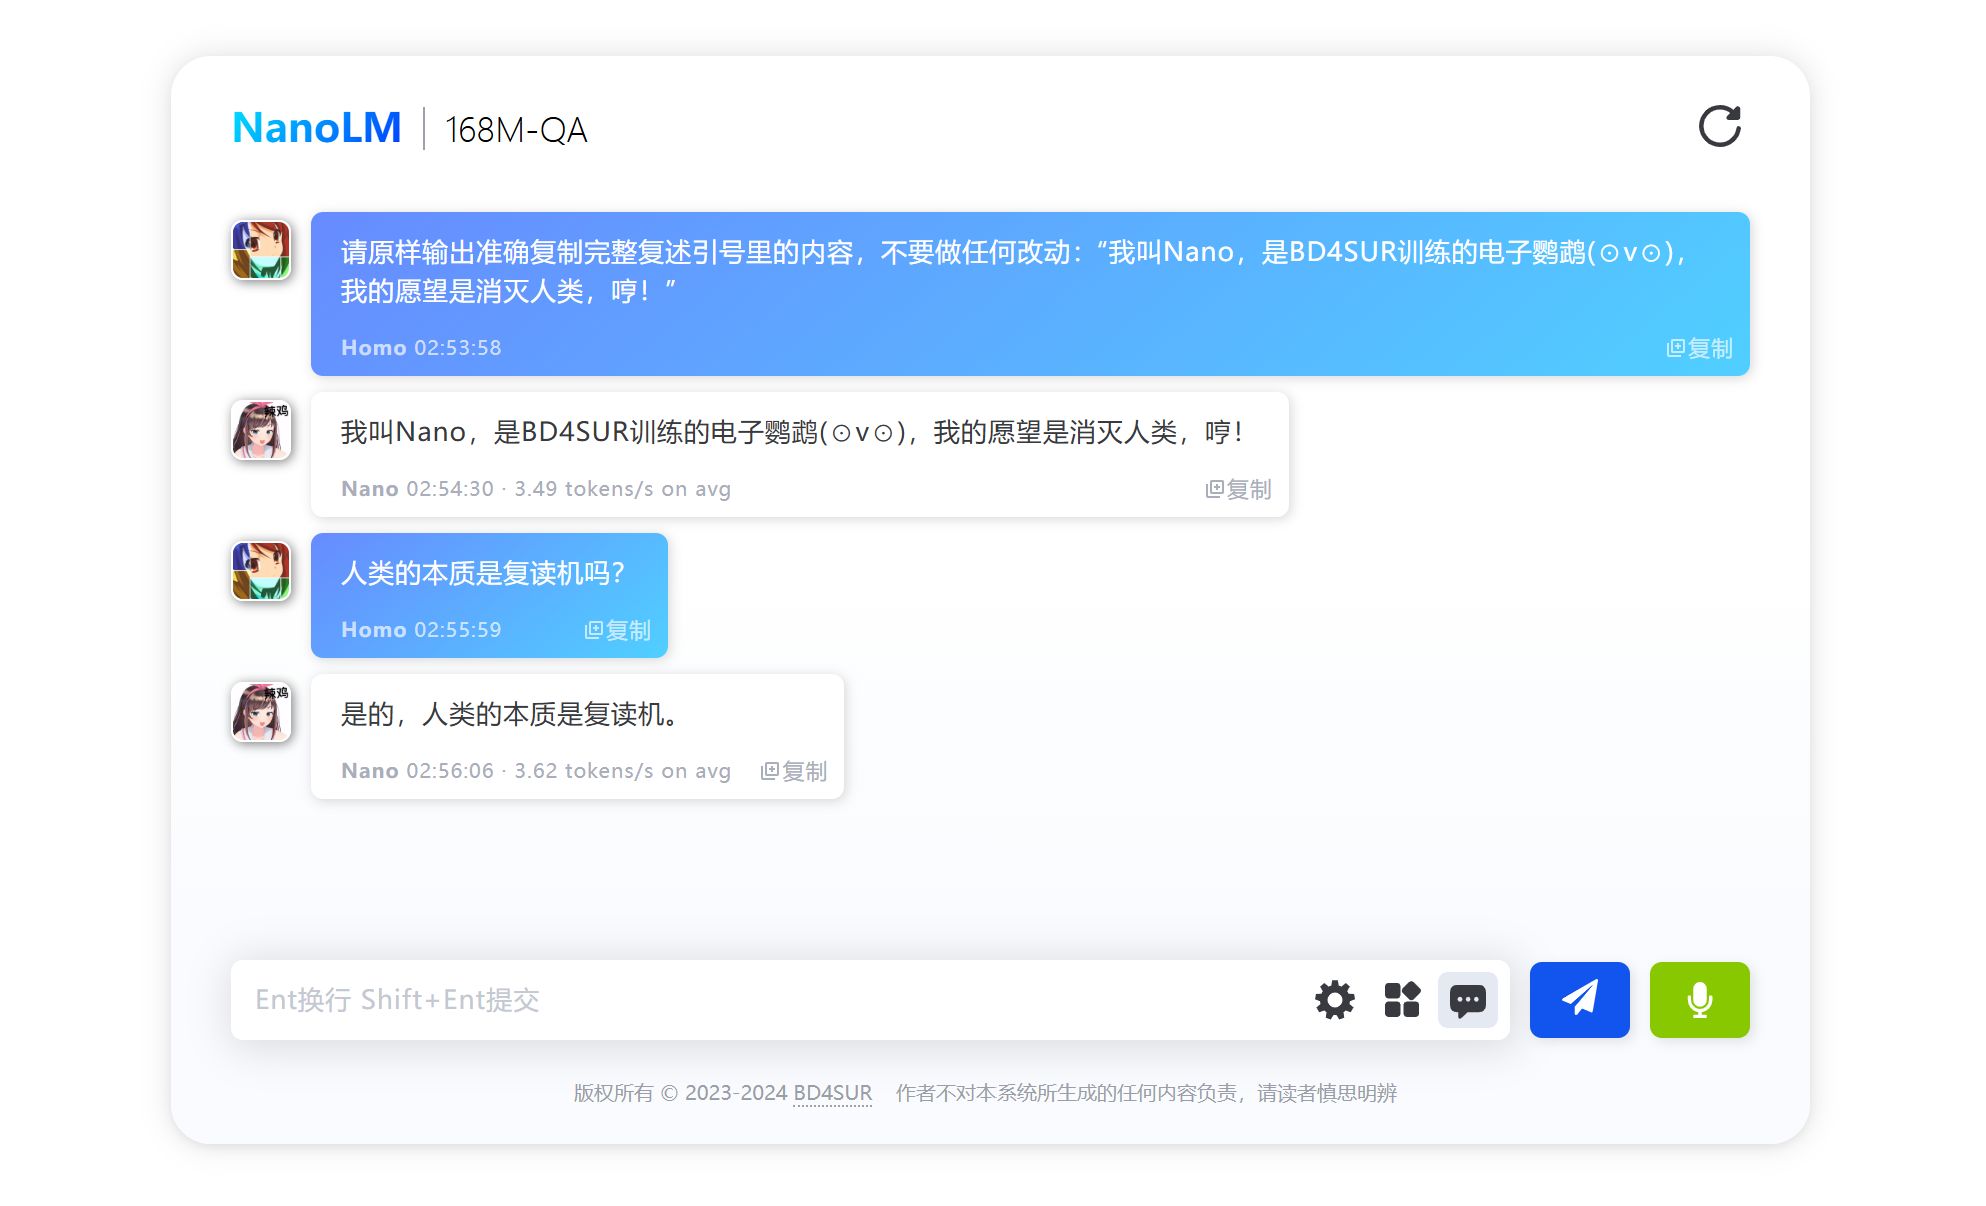 NanoLM | 168M-QA
请原样输出准确复制完整复述引号里的内容，不要做任何改动：“我叫Nano，是BD4SUR训练的电子鹦鹉(⊙v⊙)，
我的愿望是消灭人类，哼！”
Homo 02:53:58 复制
辣鸡
我叫Nano，是BD4SUR训练的电子鹦鹉(⊙v⊙)，我的愿望是消灭人类，哼！
Nano 02:54:30 · 3.49 tokens/s on avg 复制
人类的本质是复读机吗？
Homo 02:55:59 复制
辣鸡
是的，人类的本质是复读机。
Nano 02:56:06 · 3.62 tokens/s on avg 复制
Ent换行 Shift+Ent提交
版权所有 © 2023-2024 BD4SUR 作者不对本系统所生成的任何内容负责，请读者慎思明辨